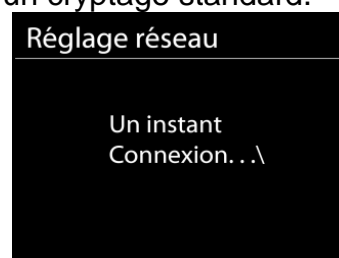 un cryptage standard.
Réglage réseau
Un instant
Connexion. . .\